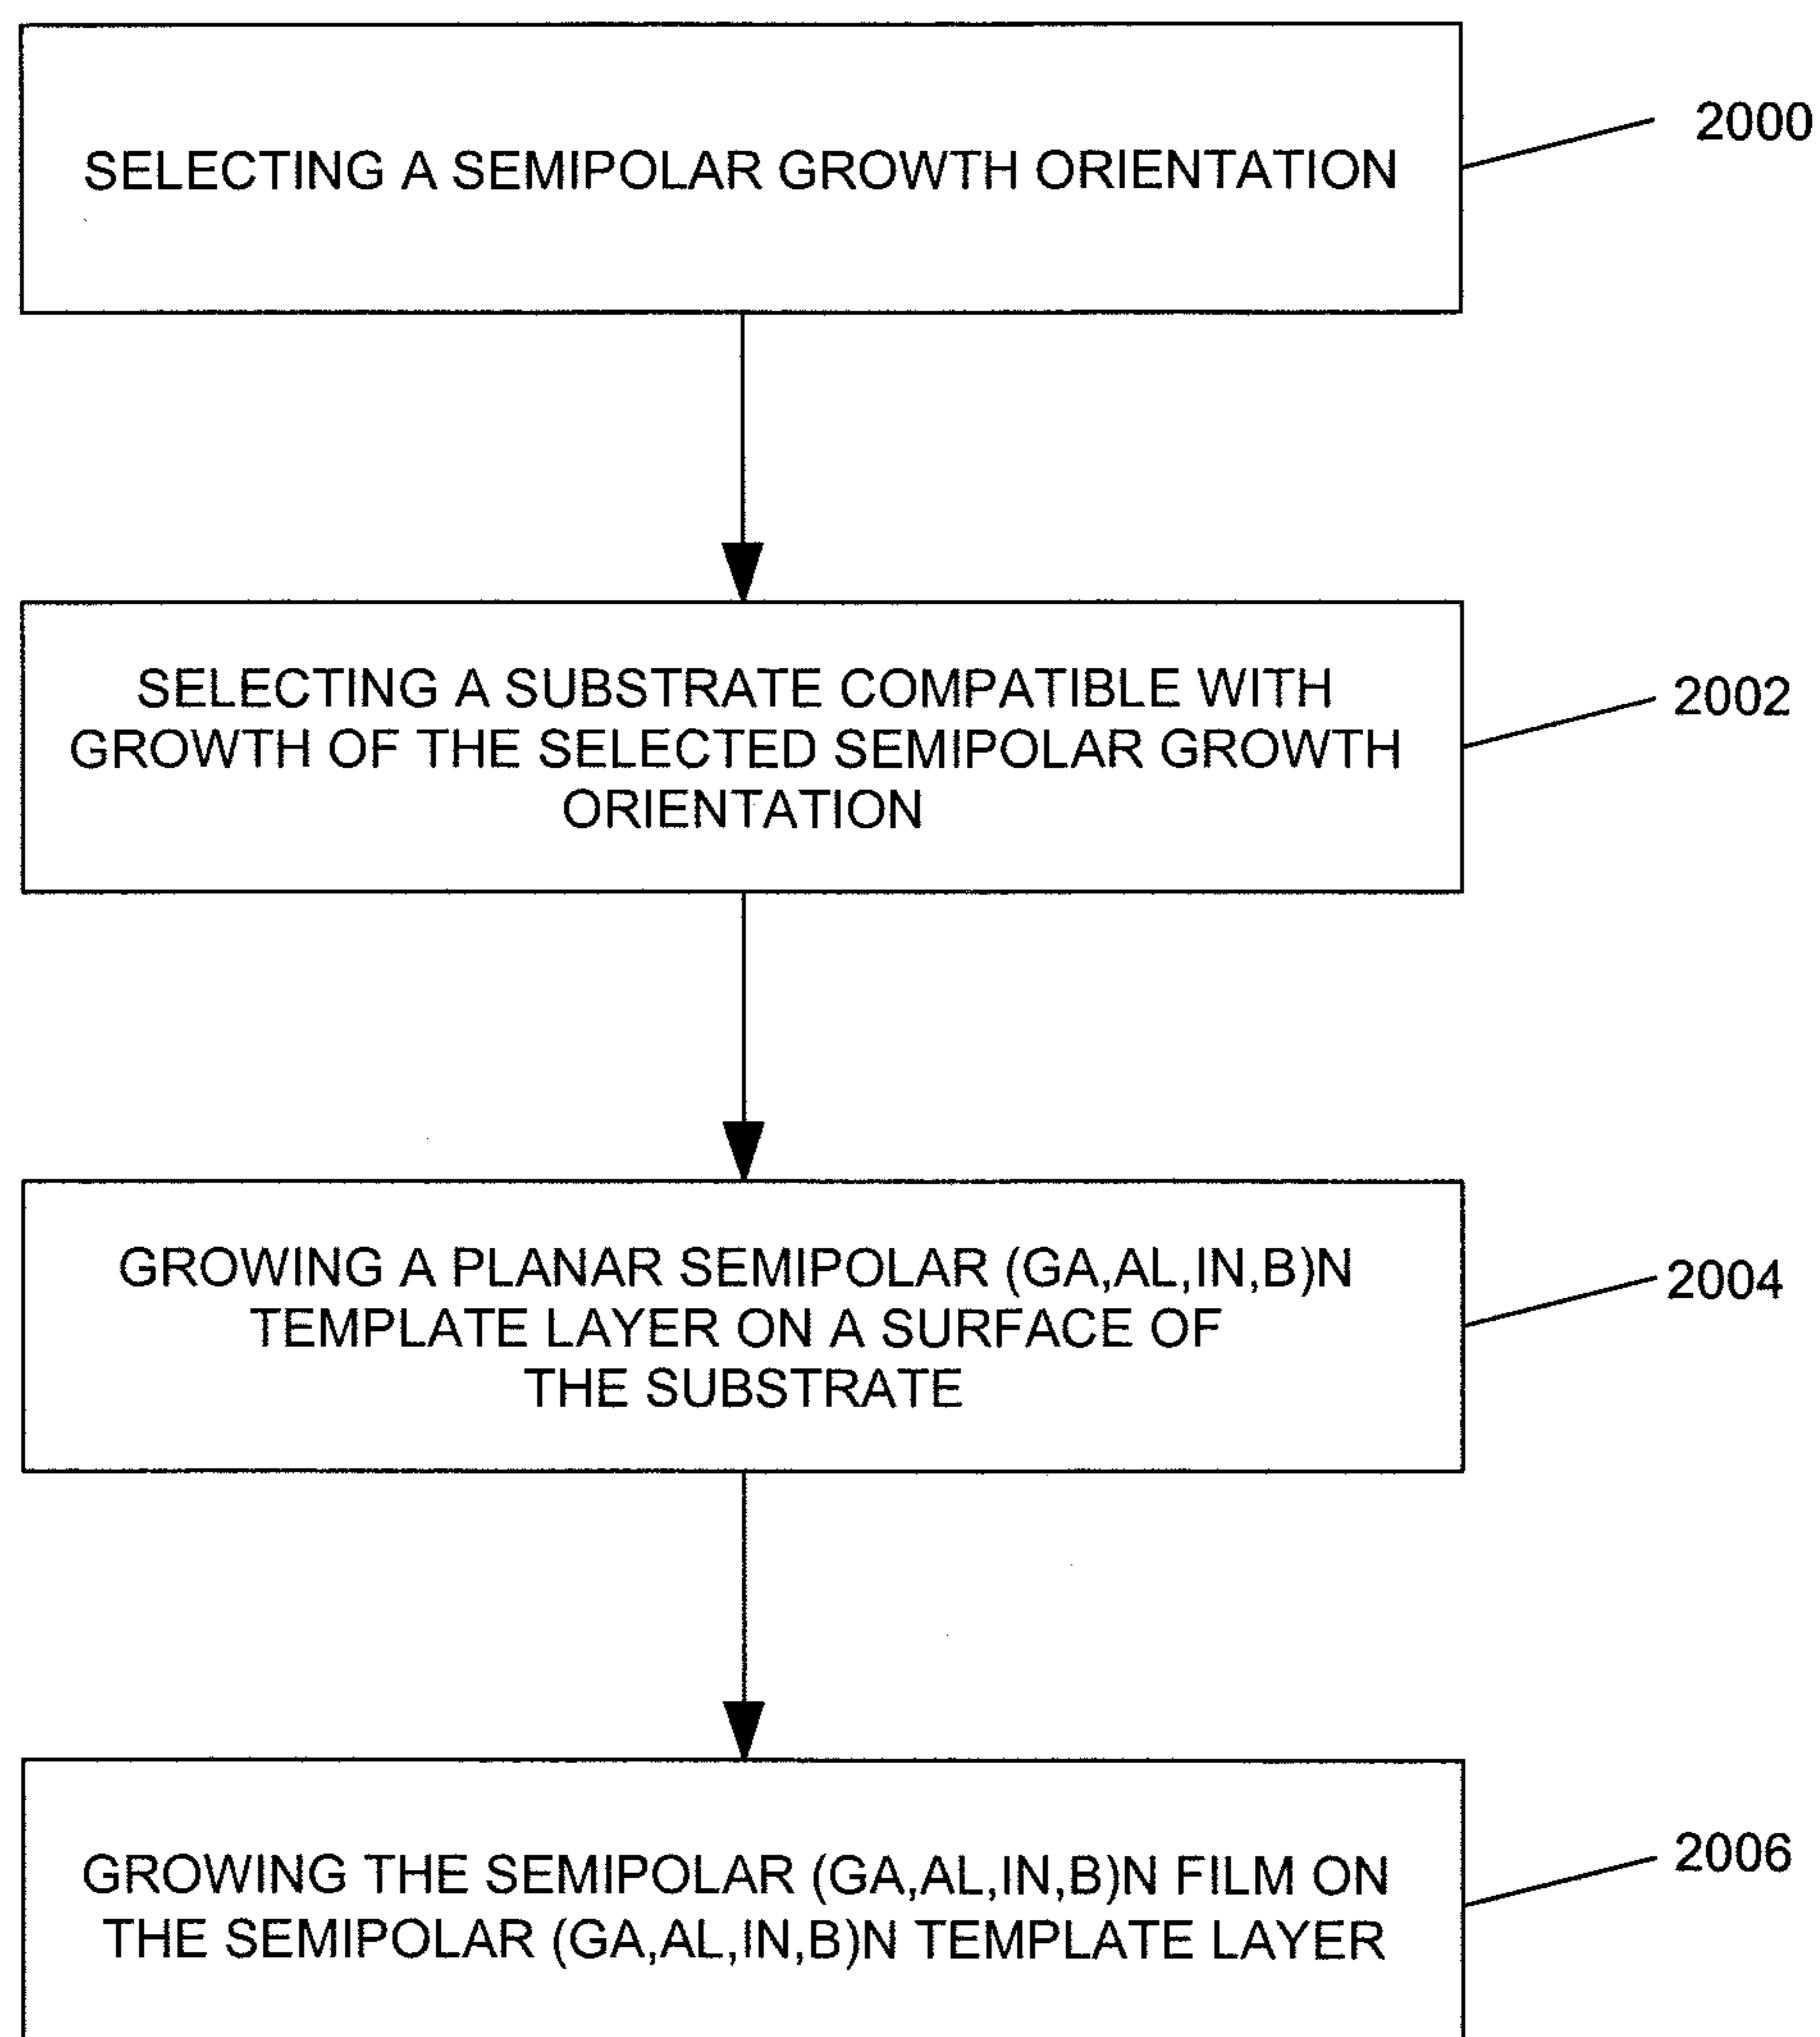 SELECTING A SEMIPOLAR GROWTH ORIENTATION
2000
SELECTING A SUBSTRATE COMPATIBLE WITH
GROWTH OF THE SELECTED SEMIPOLAR GROWTH
ORIENTATION
2002
GROWING A PLANAR SEMIPOLAR (GA,AL,IN,B)N
TEMPLATE LAYER ON A SURFACE OF
THE SUBSTRATE
2004
GROWING THE SEMIPOLAR (GA,AL,IN,B)N FILM ON
THE SEMIPOLAR (GA,AL,IN,B)N TEMPLATE LAYER
2006